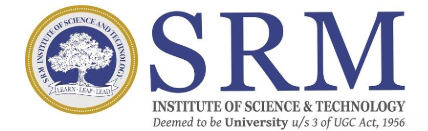 SRM INSTITUTE OF SCIENCE AND TECHNOLOGY
LEARN - LEAP - LEAD
SRM
INSTITUTE OF SCIENCE & TECHNOLOGY
Deemed to be University u/s 3 of UGC Act, 1956